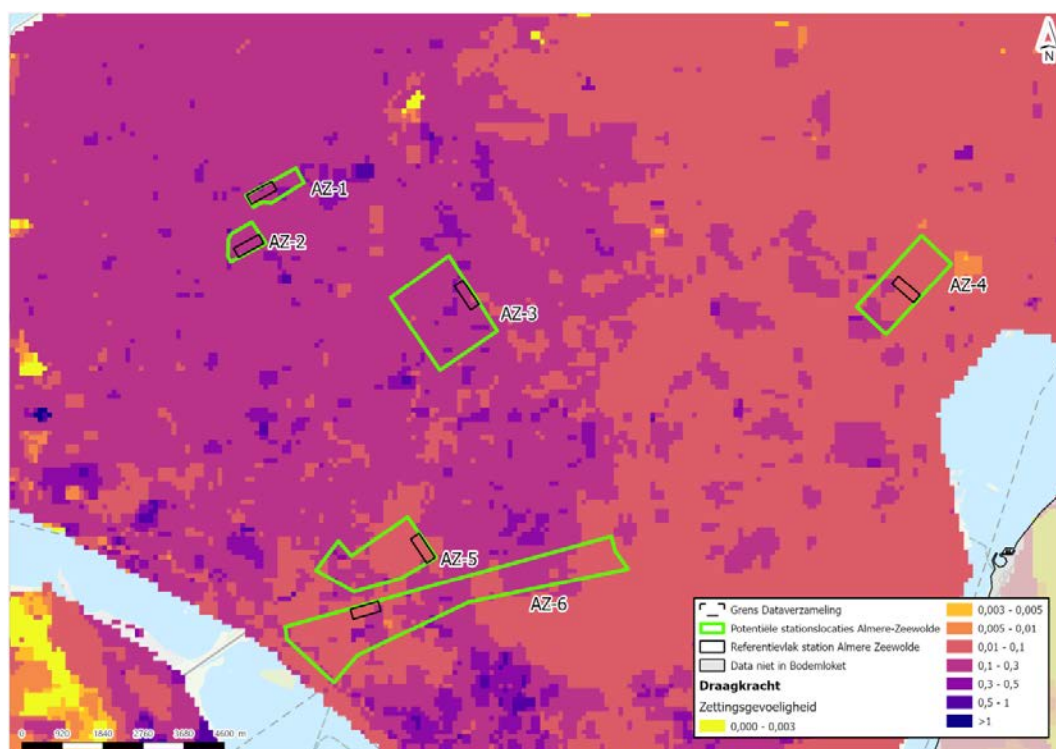 N
AZ-1
AZ-2
AZ-3
AZ-4
AZ-5
AZ-6
Grens Dataverzameling
Potentiële stationslocaties Almere-Zeewolde
Referentievlak station Almere Zeewolde
Data niet in Bodemloket
Draagkracht
Zettingsgevoeligheid
0,000 - 0,003
0,003 - 0,005
0,005 - 0,01
0,01 - 0,1
0,1 - 0,3
0,3 - 0,5
0,5 - 1
>1
0 920 1840 2760 3680 4600 m